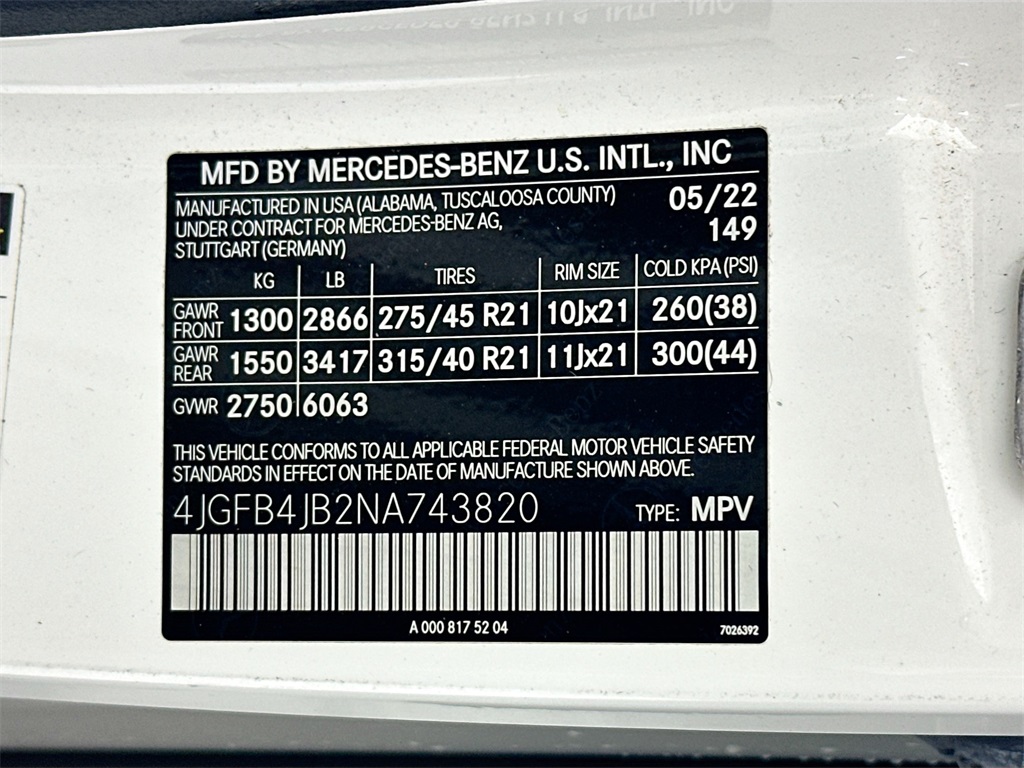 MFD BY MERCEDES-BENZ U.S. INTL., INC
MANUFACTURED IN USA (ALABAMA, TUSCALOOSA COUNTY) 05/22
UNDER CONTRACT FOR MERCEDES-BENZ AG, 149
STUTTGART (GERMANY)
KG LB TIRES RIM SIZE COLD KPA (PSI)
GAWR FRONT 1300 2866 275/45 R21 10Jx21 260(38)
GAWR REAR 1550 3417 315/40 R21 11Jx21 300(44)
GVWR 2750 6063
THIS VEHICLE CONFORMS TO ALL APPLICABLE FEDERAL MOTOR VEHICLE SAFETY
STANDARDS IN EFFECT ON THE DATE OF MANUFACTURE SHOWN ABOVE.
4JGFB4JB2NA743820 TYPE: MPV
A 000 817 52 04 7026392